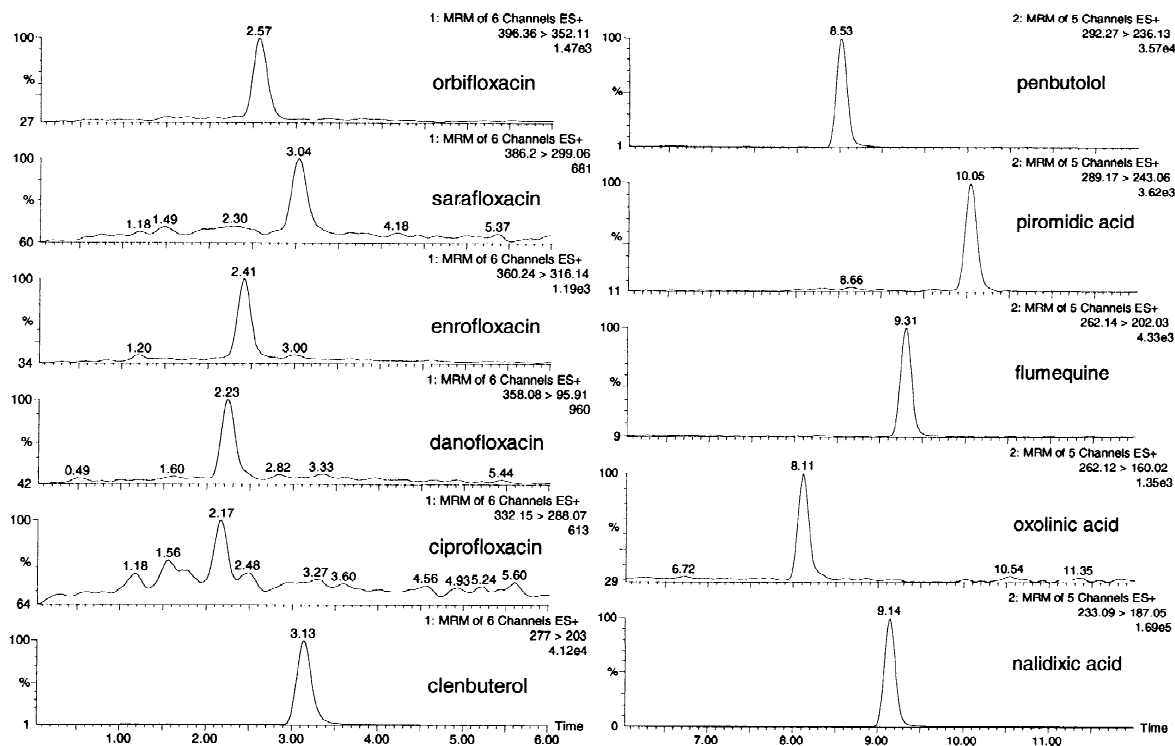 1: MRM of 6 Channels ES+
396.36 > 352.11
1.47e3
100
2.57
%
orbifloxacin
27
1: MRM of 6 Channels ES+
386.2 > 299.06
681
100
3.04
%
sarafloxacin
1.18 1.49 2.30 4.18 5.37
60
1: MRM of 6 Channels ES+
360.24 > 316.14
1.19e3
100
2.41
%
enrofloxacin
1.20 3.00
34
1: MRM of 6 Channels ES+
358.08 > 95.91
960
100
2.23
%
danofloxacin
0.49 1.60 2.82 3.33 5.44
42
1: MRM of 6 Channels ES+
332.15 > 288.07
613
100
2.17
%
ciprofloxacin
1.18 1.56 2.48 3.27 3.60 4.56 4.93 5.24 5.60
64
1: MRM of 6 Channels ES+
277 > 203
4.12e4
100
3.13
%
clenbuterol
1
Time
1.00 2.00 3.00 4.00 5.00 6.00
2: MRM of 5 Channels ES+
292.27 > 236.13
3.57e4
100
8.53
%
penbutolol
1
2: MRM of 5 Channels ES+
289.17 > 243.06
3.62e3
100
10.05
%
piromidic acid
8.66
11
2: MRM of 5 Channels ES+
262.14 > 202.03
4.33e3
100
9.31
%
flumequine
9
2: MRM of 5 Channels ES+
262.12 > 160.02
1.35e3
100
8.11
%
oxolinic acid
6.72 10.54 11.35
29
2: MRM of 5 Channels ES+
233.09 > 187.05
1.69e5
100
9.14
%
nalidixic acid
0
Time
7.00 8.00 9.00 10.00 11.00